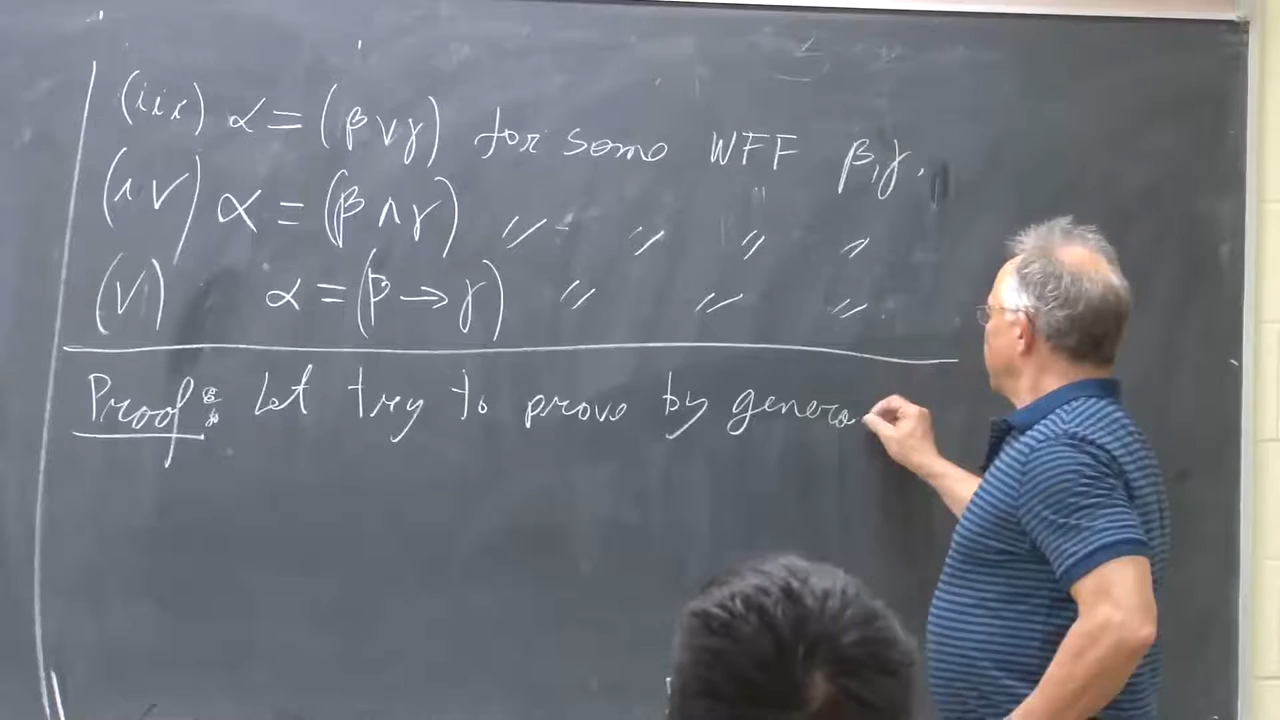 (iii) α = (β ∨ γ) for some WFF β, γ.
(iv) α = (β ∧ γ)〃 〃 〃 〃
(v) α = (β → γ) 〃 〃 〃
Proof: Let try to prove by genera